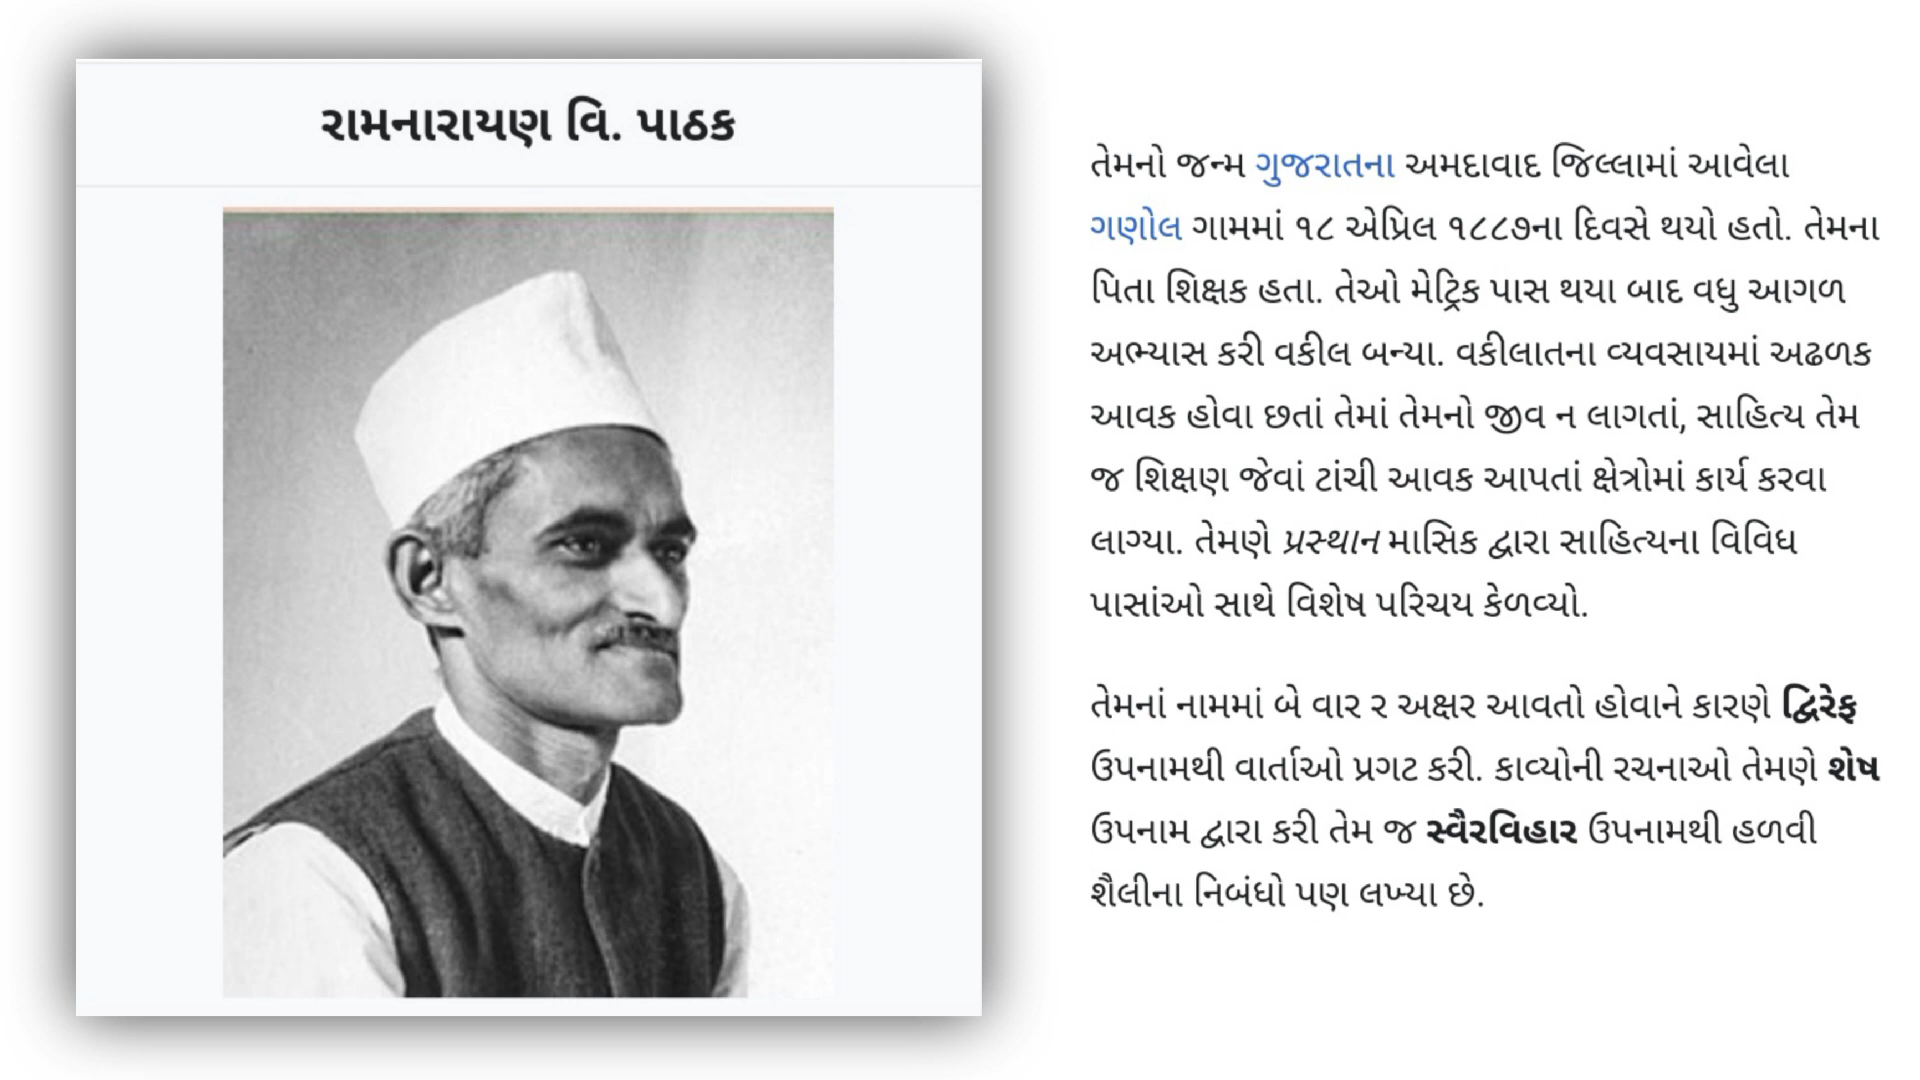 રામનારાયણ વિ. પાઠક
તેમનો જન્મ ગુજરાતના અમદાવાદ જિલ્લામાં આવેલા
ગણોલ ગામમાં ૧૮ એપ્રિલ ૧૮૮૭ના દિવસે થયો હતો. તેમના
પિતા શિક્ષક હતા. તેઓ મેટ્રિક પાસ થયા બાદ વધુ આગળ
અભ્યાસ કરી વકીલ બન્યા. વકીલાતના વ્યવસાયમાં અઢળક
આવક હોવા છતાં તેમાં તેમનો જીવ ન લાગતાં, સાહિત્ય તેમ
જ શિક્ષણ જેવાં ટાંચી આવક આપતાં ક્ષેત્રોમાં કાર્ય કરવા
લાગ્યા. તેમણે પ્રસ્થાન માસિક દ્વારા સાહિત્યના વિવિધ
પાસાંઓ સાથે વિશેષ પરિચય કેળવ્યો.
તેમનાં નામમાં બે વાર ર અક્ષર આવતો હોવાને કારણે દ્વિરેફ
ઉપનામથી વાર્તાઓ પ્રગટ કરી. કાવ્યોની રચનાઓ તેમણે શેષ
ઉપનામ દ્વારા કરી તેમ જ સ્વૈરવિહાર ઉપનામથી હળવી
શૈલીના નિબંધો પણ લખ્યા છે.